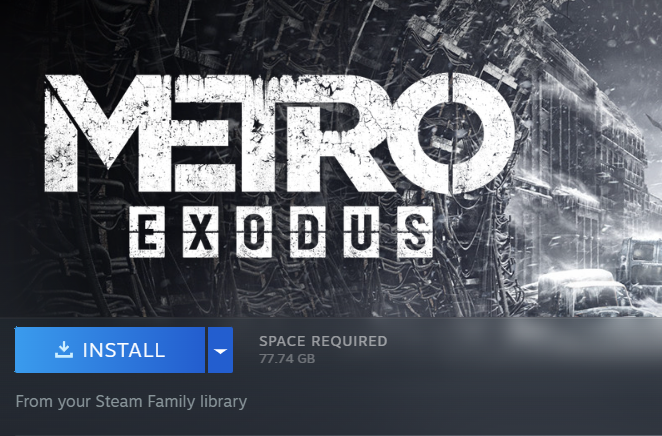 METRO
EXODUS
INSTALL
SPACE REQUIRED
77.74 GB
From your Steam Family library